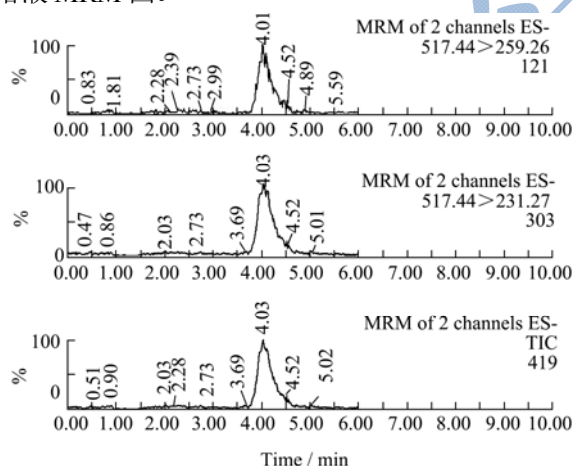 溶液 MRM 图。
MRM of 2 channels ES-
517.44＞259.26
121
100
%
0
0.83 1.81 2.28 2.39 2.73 2.99 4.01 4.52 4.89 5.59
0.00 1.00 2.00 3.00 4.00 5.00 6.00 7.00 8.00 9.00 10.00
MRM of 2 channels ES-
517.44＞231.27
303
100
%
0
0.47 0.86 2.03 2.73 3.69 4.03 4.52 5.01
0.00 1.00 2.00 3.00 4.00 5.00 6.00 7.00 8.00 9.00 10.00
MRM of 2 channels ES-
TIC
419
100
%
0
0.51 0.90 2.03 2.28 2.73 3.69 4.03 4.52 5.02
0.00 1.00 2.00 3.00 4.00 5.00 6.00 7.00 8.00 9.00 10.00
Time / min